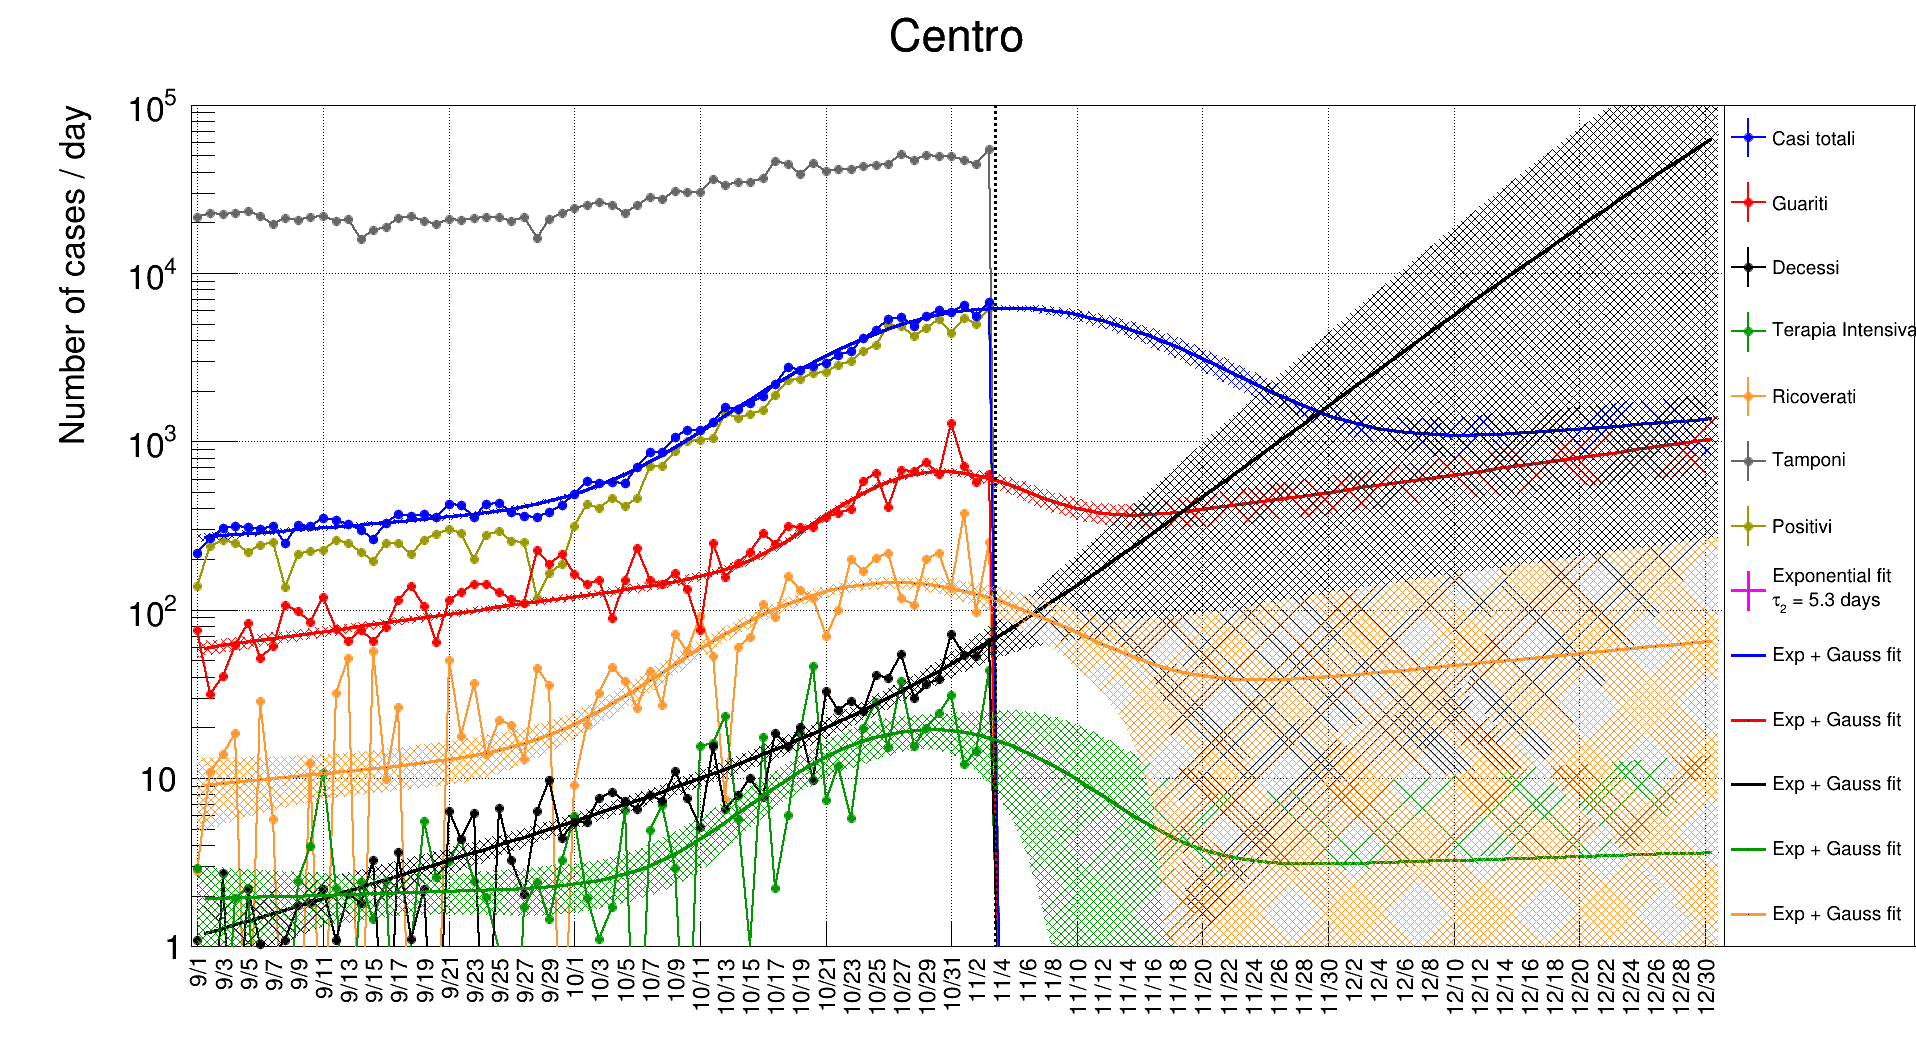 Centro
Number of cases / day
10^5
10^4
10^3
10^2
10
1
9/1 9/3 9/5 9/7 9/9 9/11 9/13 9/15 9/17 9/19 9/21 9/23 9/25 9/27 9/29 10/1 10/3 10/5 10/7 10/9 10/11 10/13 10/15 10/17 10/19 10/21 10/23 10/25 10/27 10/29 10/31 11/2 11/4 11/6 11/8 11/10 11/12 11/14 11/16 11/18 11/20 11/22 11/24 11/26 11/28 11/30 12/2 12/4 12/6 12/8 12/10 12/12 12/14 12/16 12/18 12/20 12/22 12/24 12/26 12/28 12/30
Casi totali
Guariti
Decessi
Terapia Intensiva
Ricoverati
Tamponi
Positivi
Exponential fit
τ₂ = 5.3 days
Exp + Gauss fit
Exp + Gauss fit
Exp + Gauss fit
Exp + Gauss fit
Exp + Gauss fit